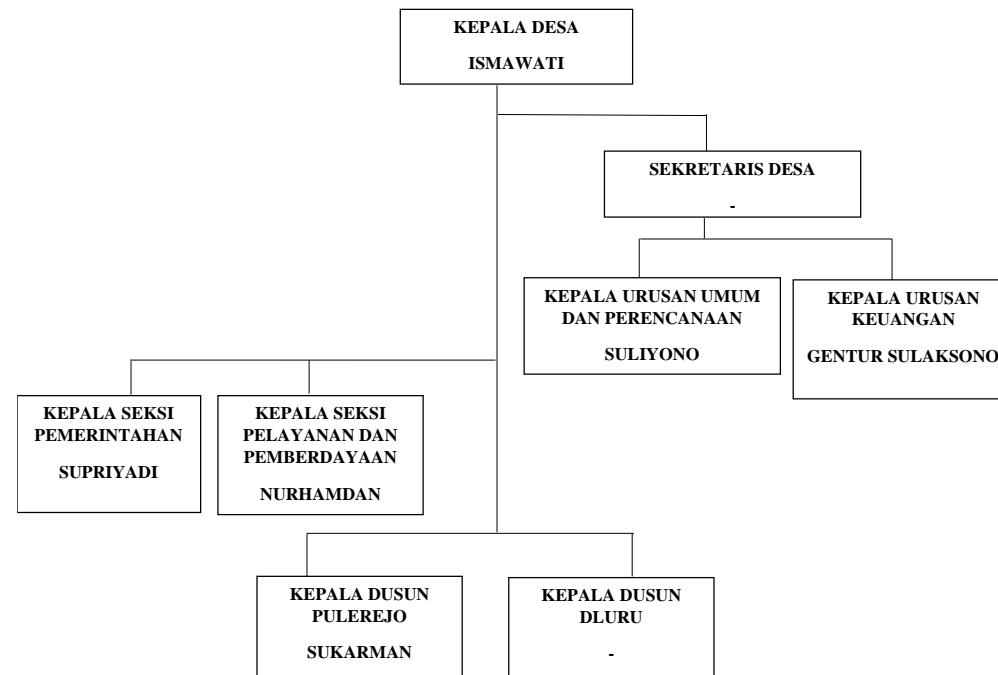 KEPALA DESA
ISMAWATI
SEKRETARIS DESA
-
KEPALA URUSAN UMUM
DAN PERENCANAAN
SULIYONO
KEPALA URUSAN
KEUANGAN
GENTUR SULAKSONO
KEPALA SEKSI
PEMERINTAHAN
SUPRIYADI
KEPALA SEKSI
PELAYANAN DAN
PEMBERDAYAAN
NURHAMDAN
KEPALA DUSUN
PULEREJO
SUKARMAN
KEPALA DUSUN
DLURU
-